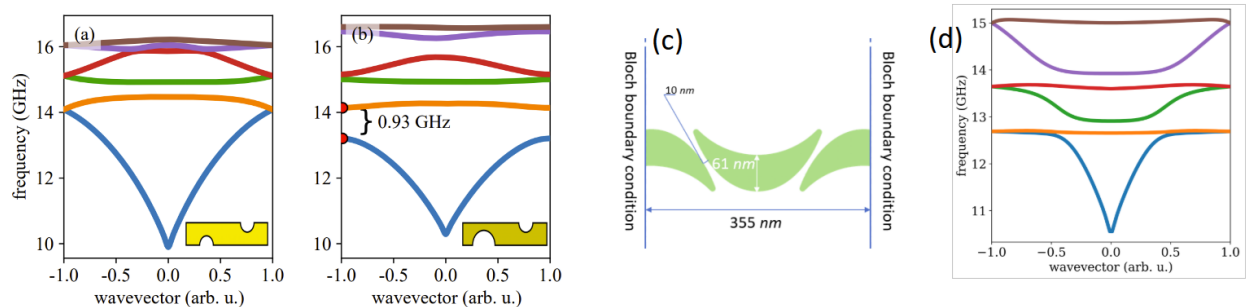 (a)
16
14
12
10
frequency (GHz)
-1.0
-0.5
0.0
0.5
1.0
wavevector (arb. u.)
(b)
16
14
12
10
0.93 GHz
-1.0
-0.5
0.0
0.5
1.0
wavevector (arb. u.)
(c)
Bloch boundary
condition
10 nm
61 nm
355 nm
Bloch boundary
condition
(d)
15
14
13
12
11
frequency (GHz)
-1.0
-0.5
0.0
0.5
1.0
wavevector (arb. u.)